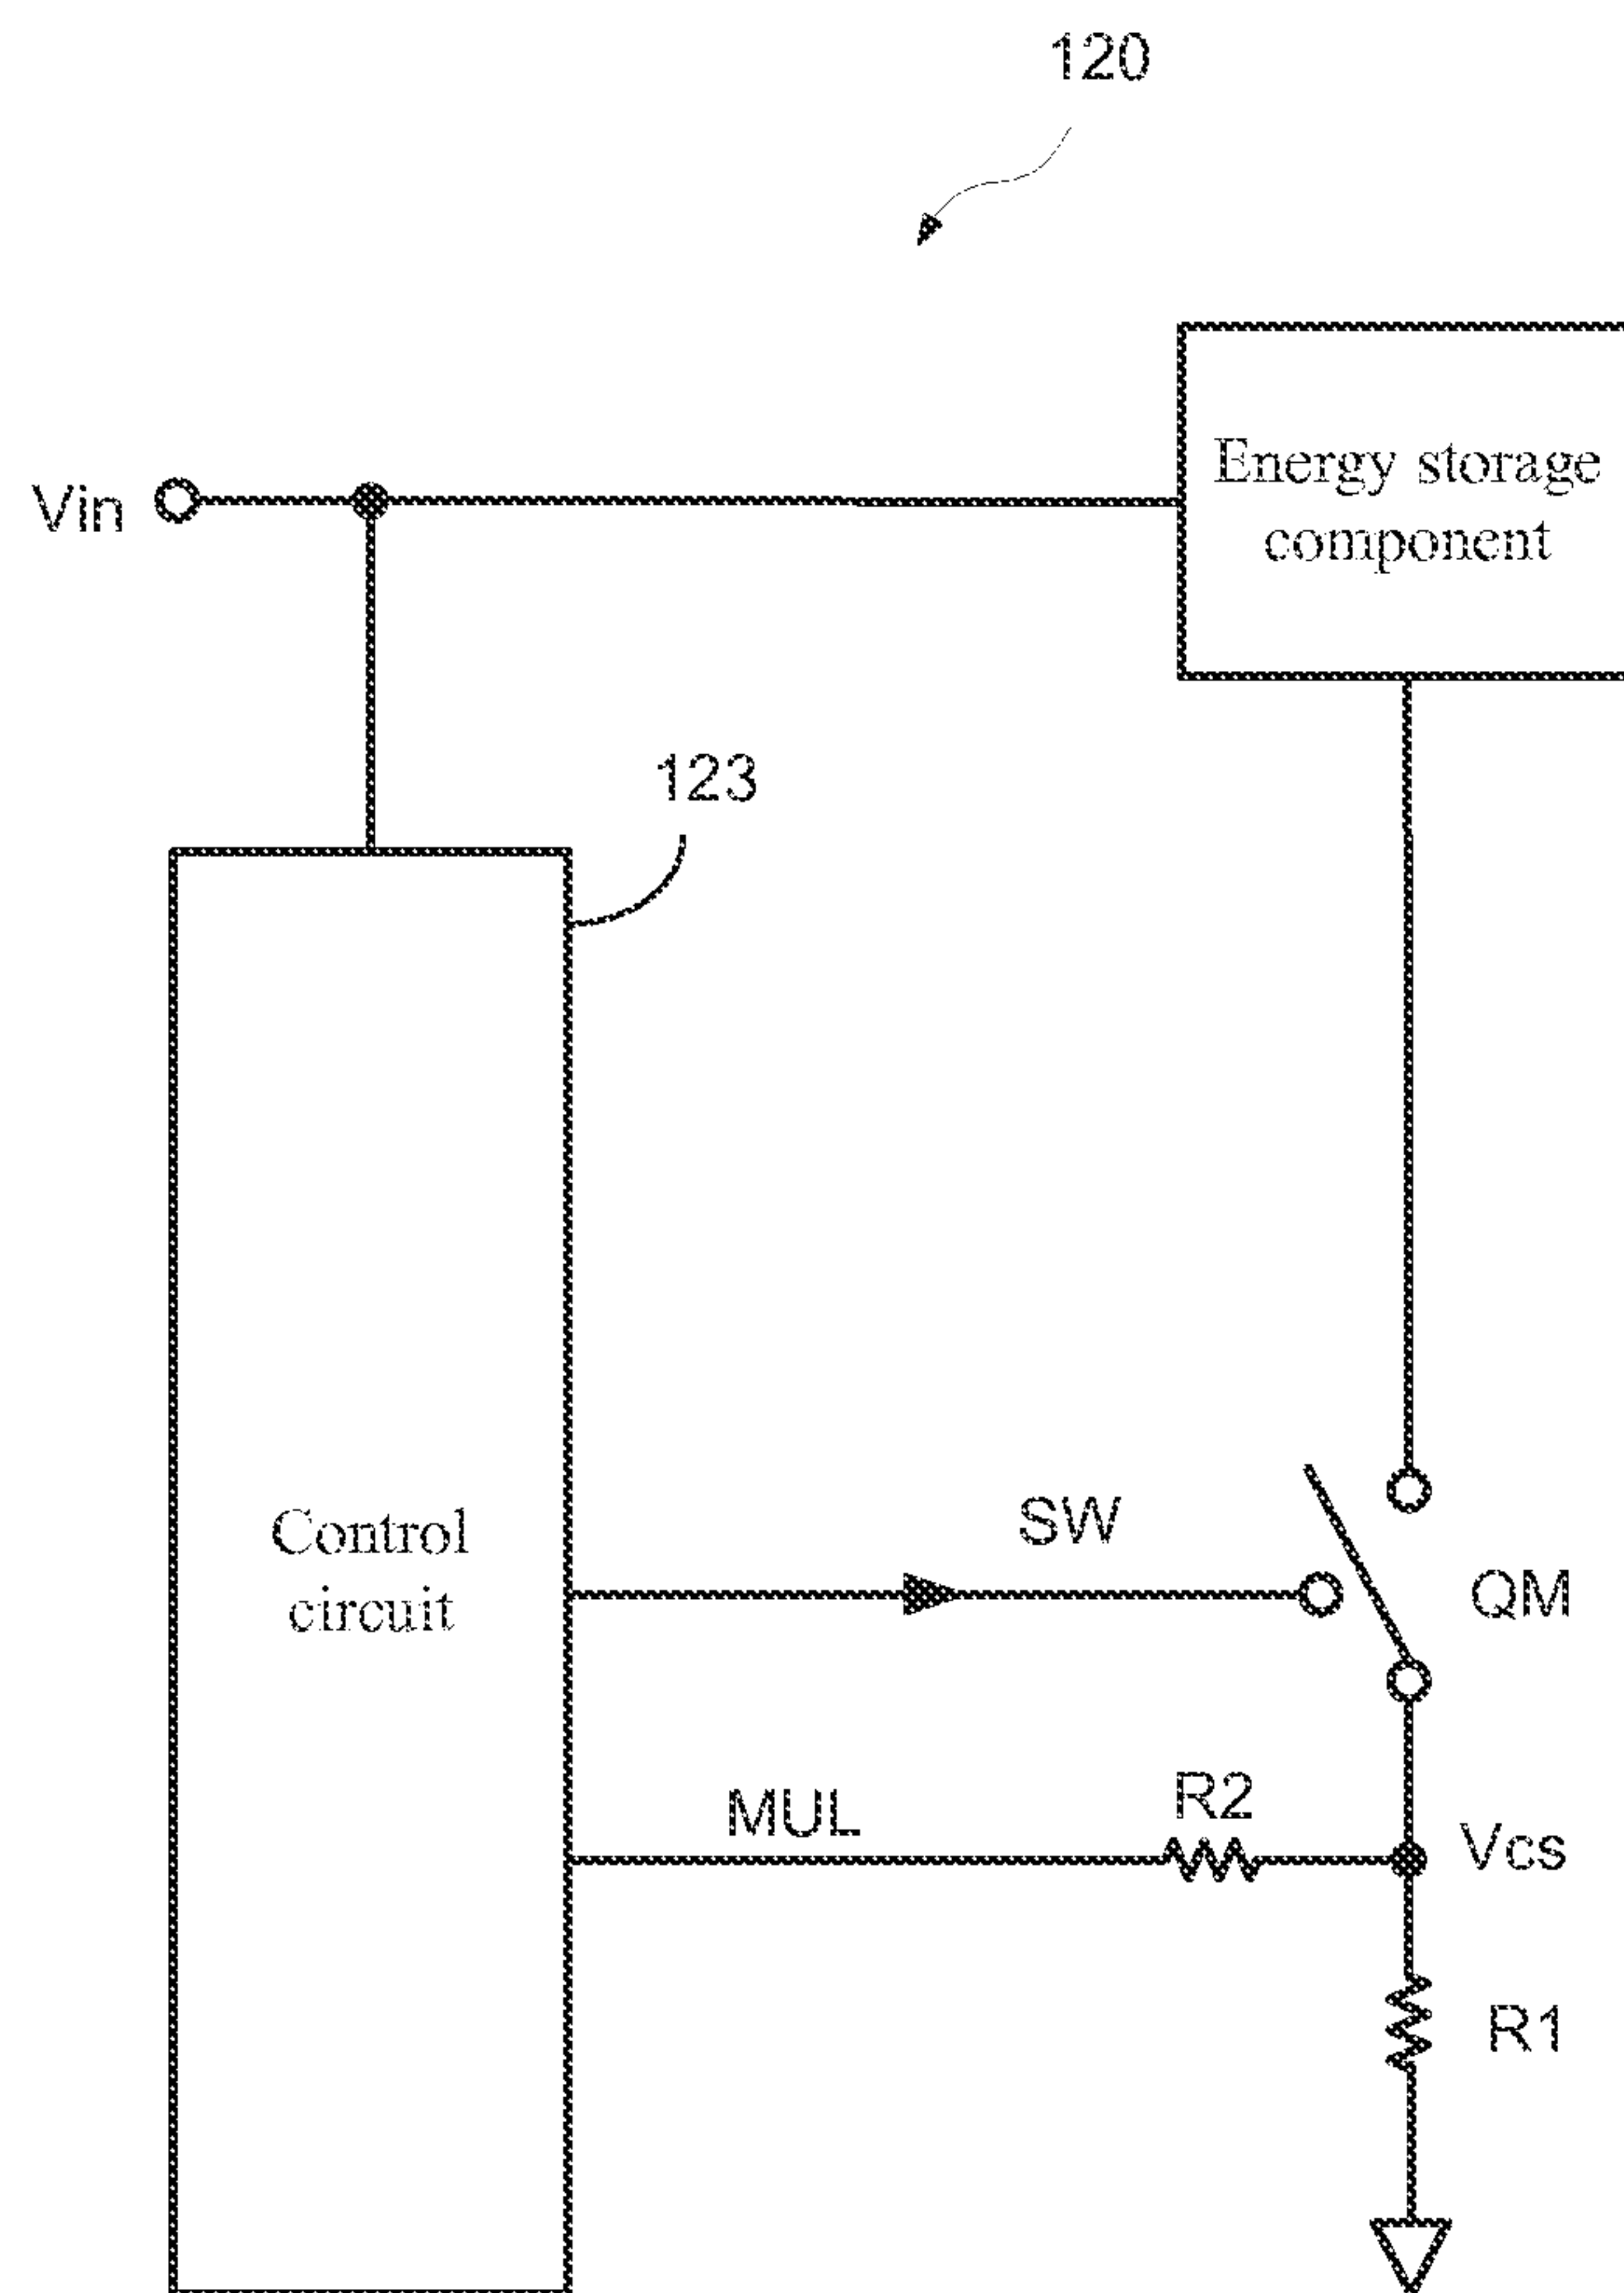 120
Energy storage
component
Vin
123
Control
circuit
SW
QM
MUL
R2
Vcs
R1